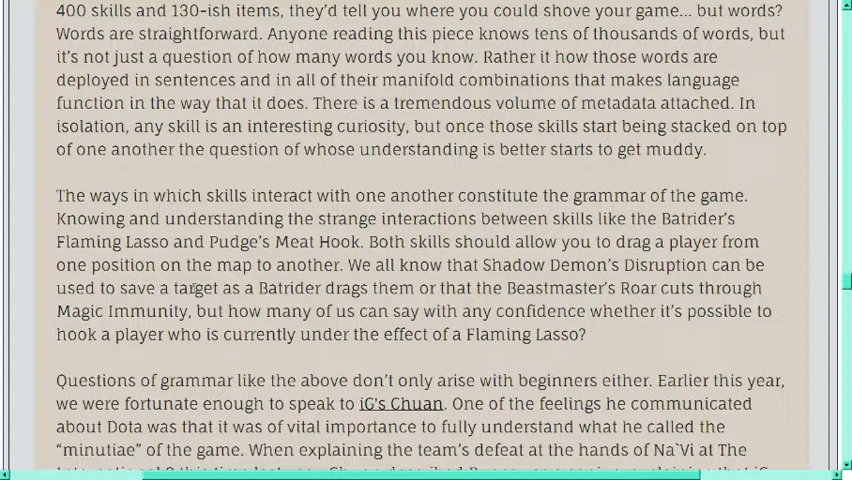 400 skills and 130-ish items, they'd tell you where you could shove your game... but words?
Words are straightforward. Anyone reading this piece knows tens of thousands of words, but
it's not just a question of how many words you know. Rather it how those words are
deployed in sentences and in all of their manifold combinations that makes language
function in the way that it does. There is a tremendous volume of metadata attached. In
isolation, any skill is an interesting curiosity, but once those skills start being stacked on top
of one another the question of whose understanding is better starts to get muddy.
The ways in which skills interact with one another constitute the grammar of the game.
Knowing and understanding the strange interactions between skills like the Batrider's
Flaming Lasso and Pudge's Meat Hook. Both skills should allow you to drag a player from
one position on the map to another. We all know that Shadow Demon's Disruption can be
used to save a target as a Batrider drags them or that the Beastmaster's Roar cuts through
Magic Immunity, but how many of us can say with any confidence whether it's possible to
hook a player who is currently under the effect of a Flaming Lasso?
Questions of grammar like the above don't only arise with beginners either. Earlier this year,
we were fortunate enough to speak to iG's Chuan. One of the feelings he communicated
about Dota was that it was of vital importance to fully understand what he called the
“minutiae” of the game. When explaining the team's defeat at the hands of Na`Vi at The